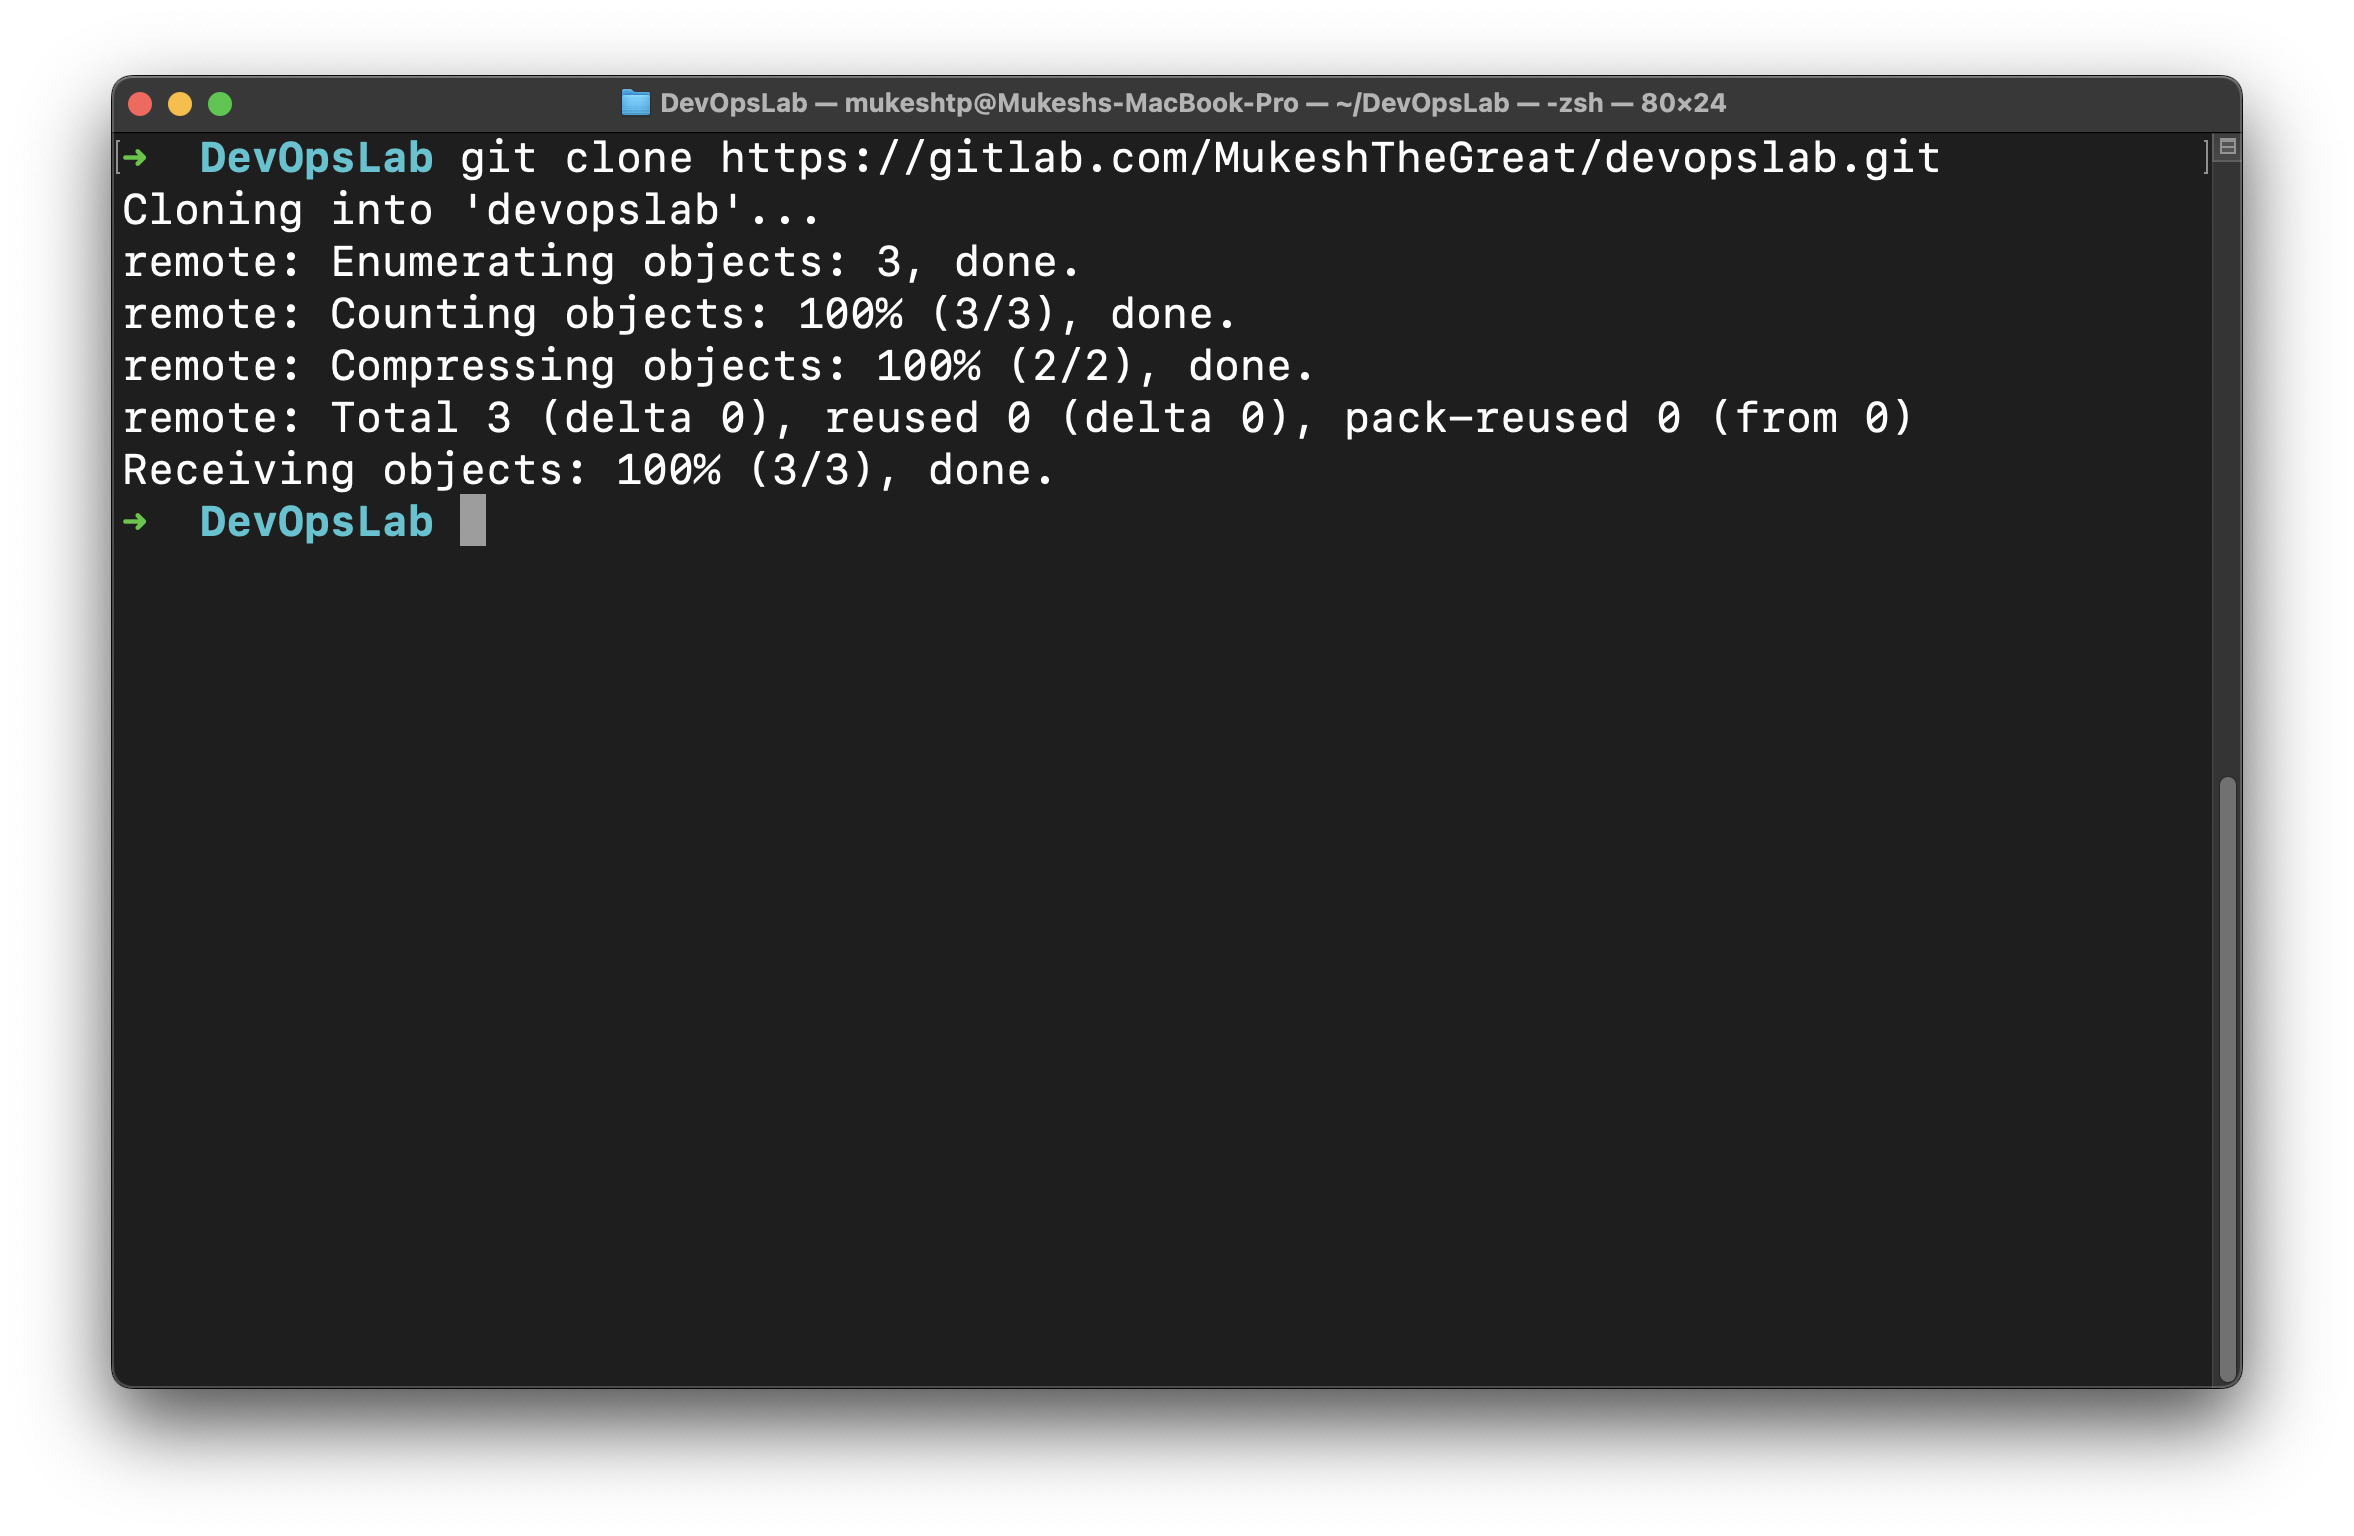 DevOpsLab — mukeshtp@Mukeshs-MacBook-Pro — ~/DevOpsLab — -zsh — 80×24
[➜  DevOpsLab git clone https://gitlab.com/MukeshTheGreat/devopslab.git ]
Cloning into 'devopslab'...
remote: Enumerating objects: 3, done.
remote: Counting objects: 100% (3/3), done.
remote: Compressing objects: 100% (2/2), done.
remote: Total 3 (delta 0), reused 0 (delta 0), pack-reused 0 (from 0)
Receiving objects: 100% (3/3), done.
➜  DevOpsLab